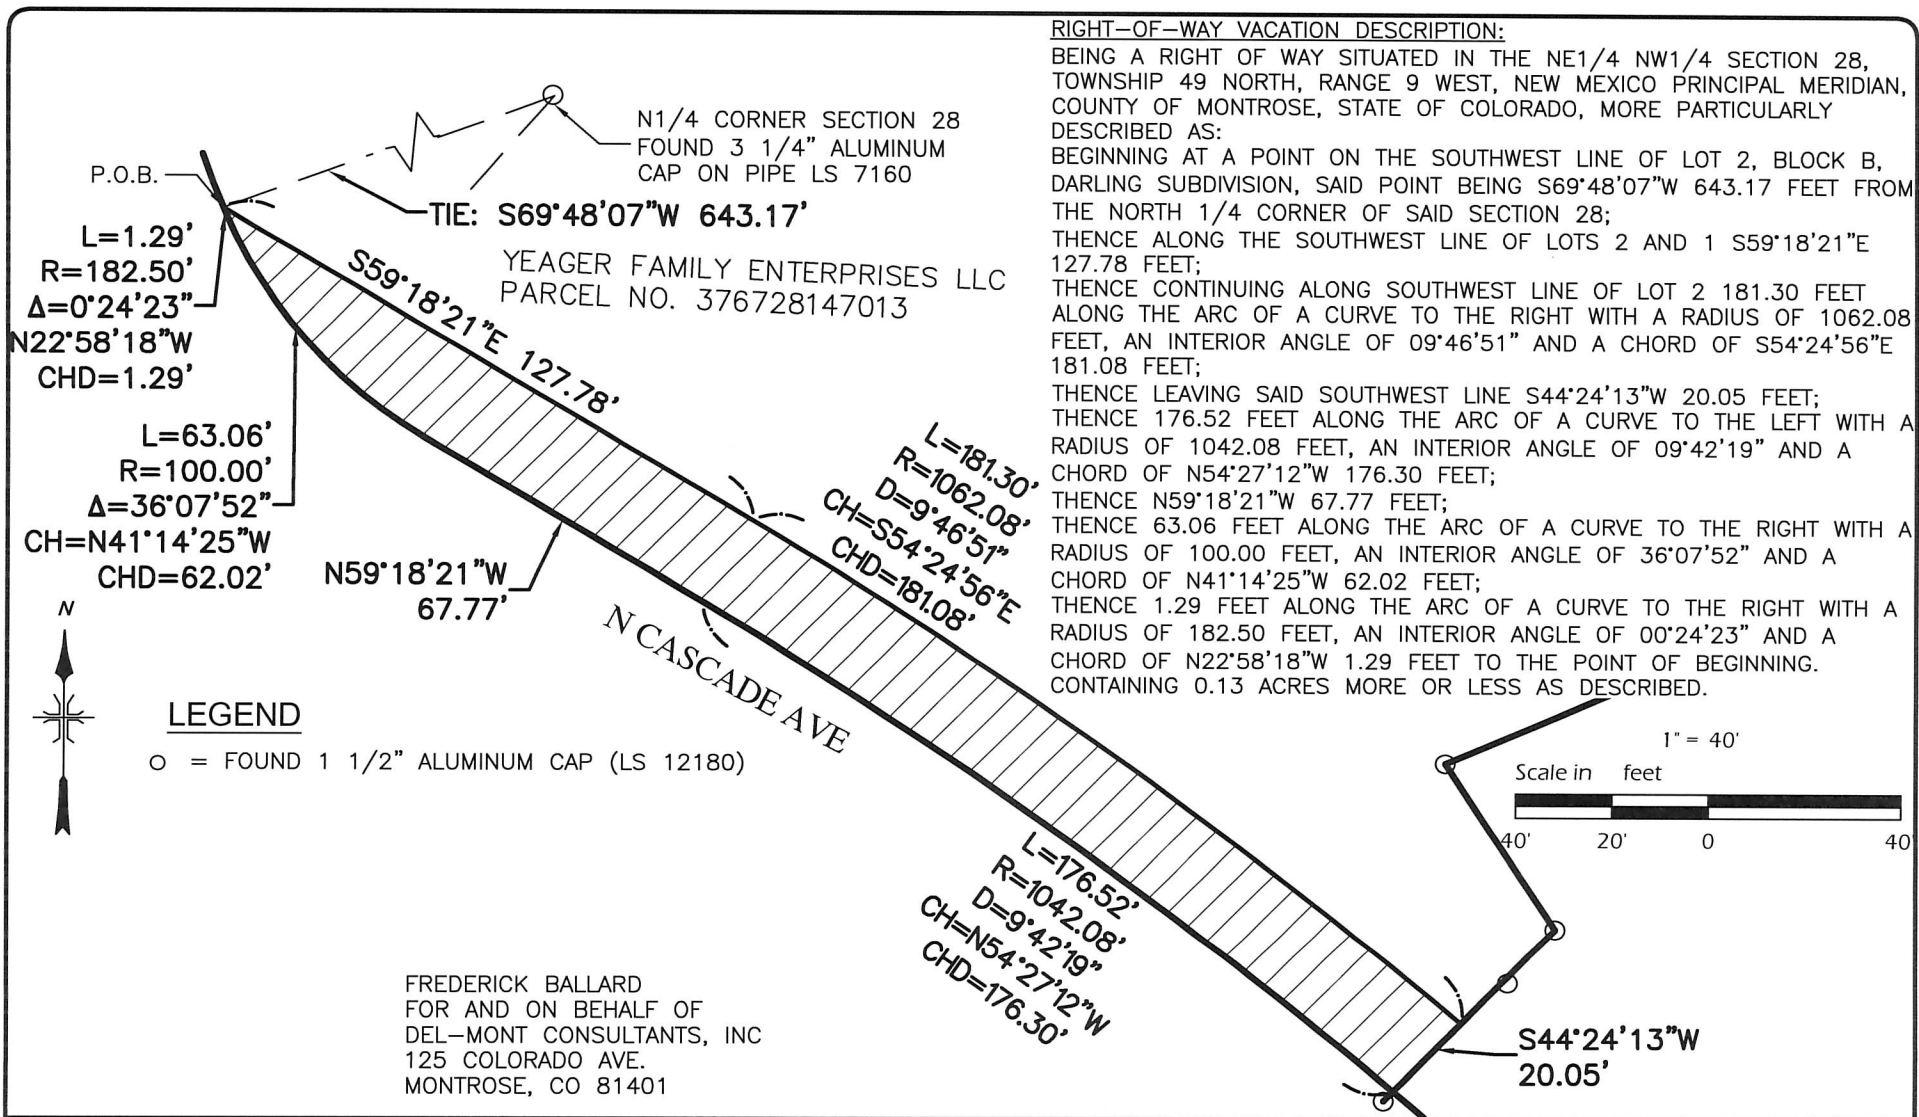 RIGHT-OF-WAY VACATION DESCRIPTION:
BEING A RIGHT OF WAY SITUATED IN THE NE1/4 NW1/4 SECTION 28,
TOWNSHIP 49 NORTH, RANGE 9 WEST, NEW MEXICO PRINCIPAL MERIDIAN,
COUNTY OF MONTROSE, STATE OF COLORADO, MORE PARTICULARLY
DESCRIBED AS:
BEGINNING AT A POINT ON THE SOUTHWEST LINE OF LOT 2, BLOCK B,
DARLING SUBDIVISION, SAID POINT BEING S69°48'07"W 643.17 FEET FROM
THE NORTH 1/4 CORNER OF SAID SECTION 28;
THENCE ALONG THE SOUTHWEST LINE OF LOTS 2 AND 1 S59°18'21"E
127.78 FEET;
THENCE CONTINUING ALONG SOUTHWEST LINE OF LOT 2 181.30 FEET
ALONG THE ARC OF A CURVE TO THE RIGHT WITH A RADIUS OF 1062.08
FEET, AN INTERIOR ANGLE OF 09°46'51" AND A CHORD OF S54°24'56"E
181.08 FEET;
THENCE LEAVING SAID SOUTHWEST LINE S44°24'13"W 20.05 FEET;
THENCE 176.52 FEET ALONG THE ARC OF A CURVE TO THE LEFT WITH A
RADIUS OF 1042.08 FEET, AN INTERIOR ANGLE OF 09°42'19" AND A
CHORD OF N54°27'12"W 176.30 FEET;
THENCE N59°18'21"W 67.77 FEET;
THENCE 63.06 FEET ALONG THE ARC OF A CURVE TO THE RIGHT WITH A
RADIUS OF 100.00 FEET, AN INTERIOR ANGLE OF 36°07'52" AND A
CHORD OF N41°14'25"W 62.02 FEET;
THENCE 1.29 FEET ALONG THE ARC OF A CURVE TO THE RIGHT WITH A
RADIUS OF 182.50 FEET, AN INTERIOR ANGLE OF 00°24'23" AND A
CHORD OF N22°58'18"W 1.29 FEET TO THE POINT OF BEGINNING.
CONTAINING 0.13 ACRES MORE OR LESS AS DESCRIBED.
N1/4 CORNER SECTION 28
FOUND 3 1/4" ALUMINUM
CAP ON PIPE LS 7160
P.O.B.
TIE: S69°48'07"W 643.17'
L=1.29'
R=182.50'
Δ=0°24'23"
N22°58'18"W
CHD=1.29'
YEAGER FAMILY ENTERPRISES LLC
PARCEL NO. 376728147013
S59°18'21"E 127.78'
L=63.06'
R=100.00'
Δ=36°07'52"
CH=N41°14'25"W
CHD=62.02'
L=181.30'
R=1062.08'
D=9°46'51"
CH=S54°24'56"E
CHD=181.08'
N59°18'21"W
67.77'
N CASCADE AVE
N
LEGEND
= FOUND 1 1/2" ALUMINUM CAP (LS 12180)
1" = 40'
Scale in feet
40' 20' 0 40'
L=176.52'
R=1042.08'
D=9°42'19"
CH=N54°27'12"W
CHD=176.30'
FREDERICK BALLARD
FOR AND ON BEHALF OF
DEL-MONT CONSULTANTS, INC
125 COLORADO AVE.
MONTROSE, CO 81401
S44°24'13"W
20.05'